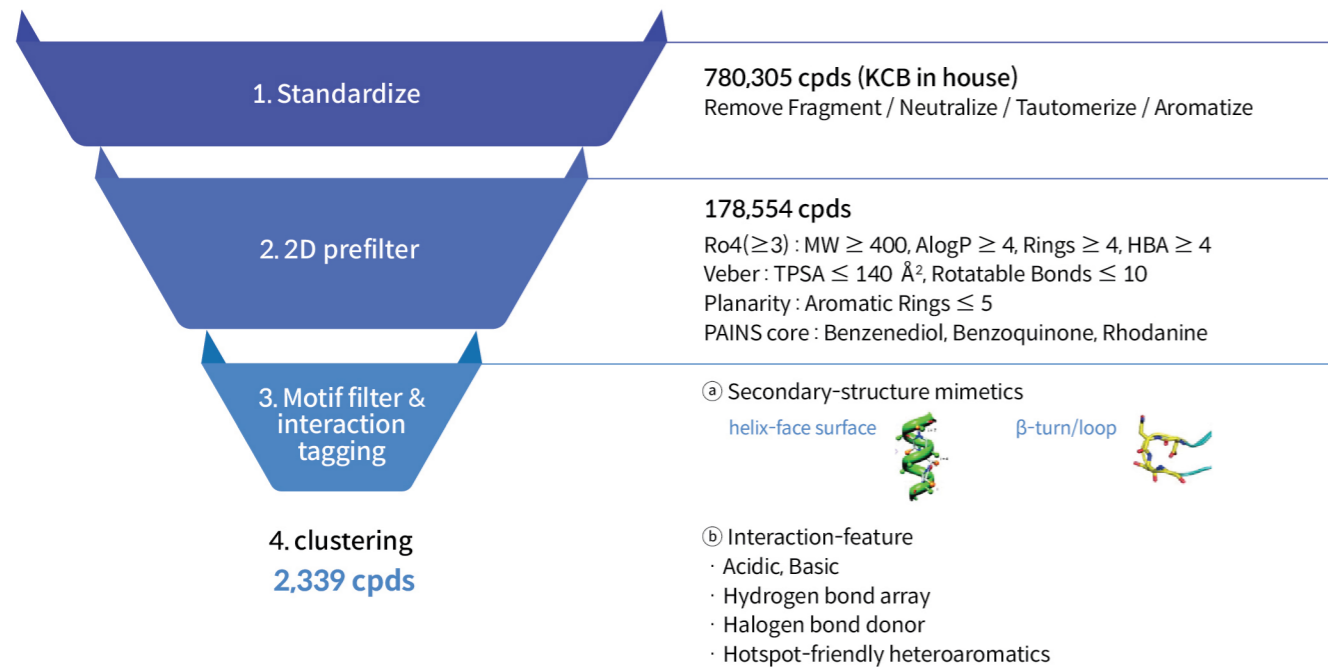 1. Standardize
780,305 cpds (KCB in house)
Remove Fragment / Neutralize / Tautomerize / Aromatize
2. 2D prefilter
178,554 cpds
Ro4(≥3) : MW ≥ 400, AlogP ≥ 4, Rings ≥ 4, HBA ≥ 4
Veber : TPSA ≤ 140 Å², Rotatable Bonds ≤ 10
Planarity : Aromatic Rings ≤ 5
PAINS core : Benzenediol, Benzoquinone, Rhodanine
3. Motif filter &
interaction
tagging
ⓐ Secondary-structure mimetics
helix-face surface
β-turn/loop
4. clustering
2,339 cpds
ⓑ Interaction-feature
· Acidic, Basic
· Hydrogen bond array
· Halogen bond donor
· Hotspot-friendly heteroaromatics